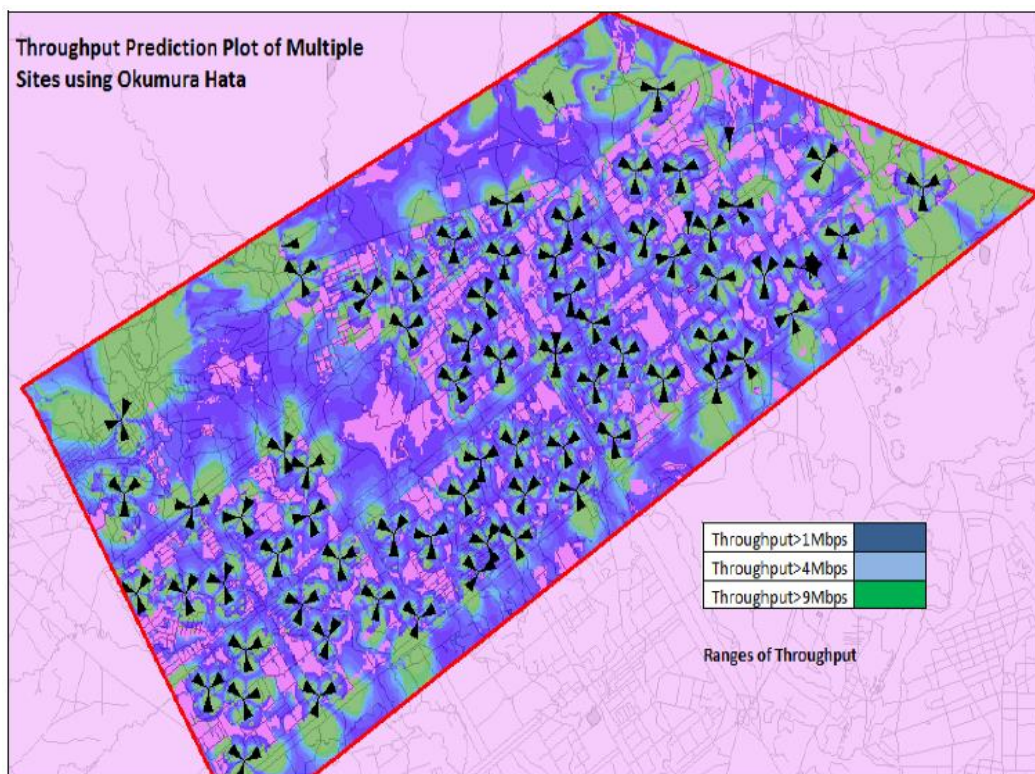 Throughput Prediction Plot of Multiple
Sites using Okumura Hata
Throughput>1Mbps
Throughput>4Mbps
Throughput>9Mbps
Ranges of Throughput